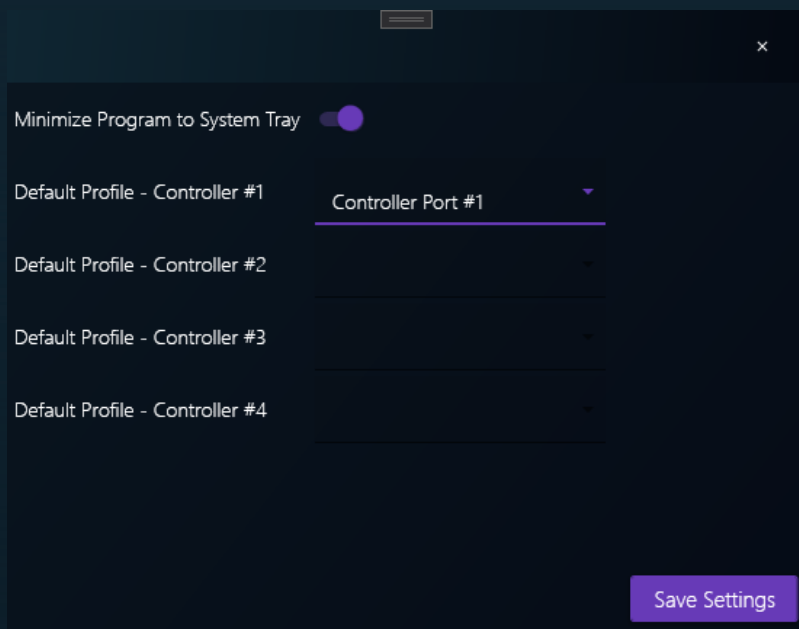 Minimize Program to System Tray
Default Profile - Controller #1
Controller Port #1
Default Profile - Controller #2
Default Profile - Controller #3
Default Profile - Controller #4
Save Settings